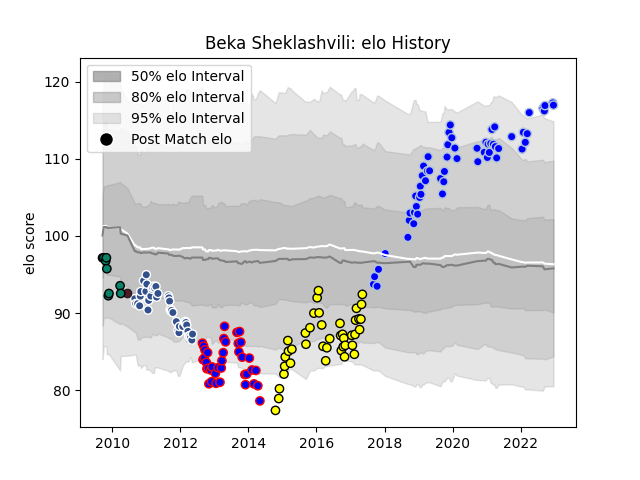 Beka Sheklashvili: elo History
50% elo Interval
80% elo Interval
95% elo Interval
Post Match elo
elo score
120
110
100
90
80
2010 2012 2014 2016 2018 2020 2022